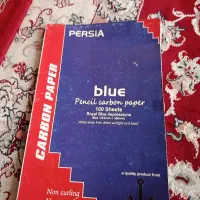 PERSIA
CARBON PAPER
blue
Pencil carbon paper
100 Sheets
Royal Blue Impressions
a quality product from
Non curling